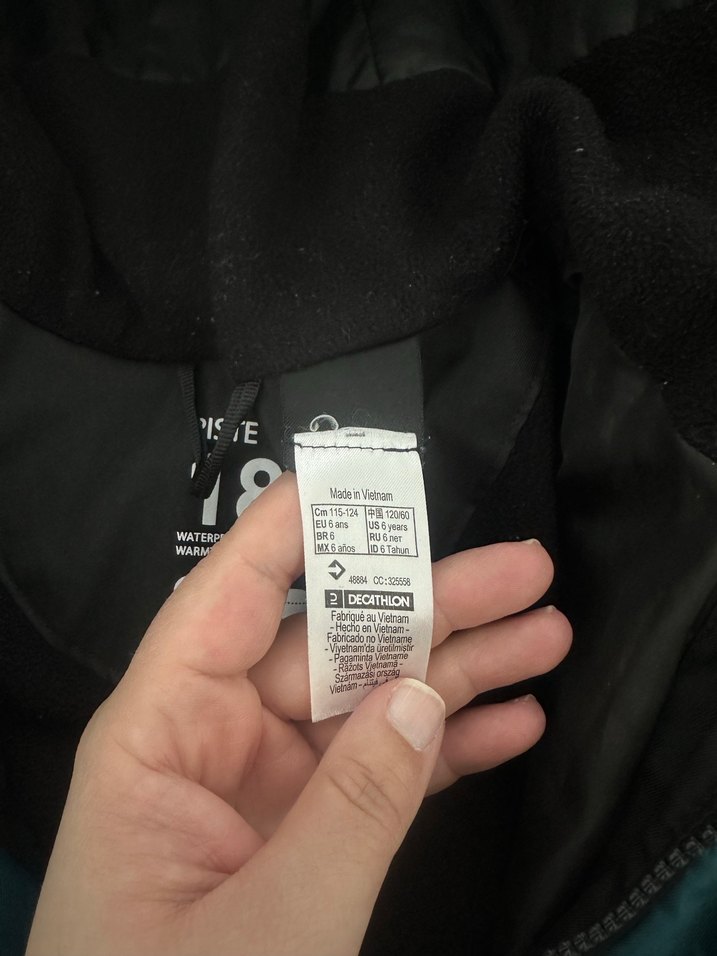 PISTE
18
WATERP
WARM
Made in Vietnam
Cm 115-124 中国 120/60
EU 6 ans US 6 years
BR 6 RU 6 лет
MX 6 años ID 6 Tahun
48884 CC:325558
DECATHLON
Fabriqué au Vietnam
- Hecho en Vietnam -
Fabricado no Vietname
- Viyetnam'da üretilmiştir
- Pagaminta Vietname
- Ražots Vjetnamā -
Származási ország
Vietnám -